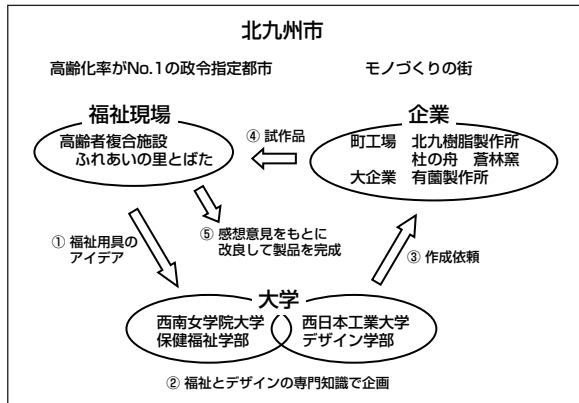 北九州市
高齢化率がNo.1の政令指定都市
モノづくりの街
福祉現場
高齢者複合施設
ふれあいの里とばた
④ 試作品
企業
町工場 北九樹脂製作所
杜の舟 蒼林窯
大企業 有薗製作所
① 福祉用具の
アイデア
⑤ 感想意見をもとに
改良して製品を完成
③ 作成依頼
大学
西南女学院大学
保健福祉学部
西日本工業大学
デザイン学部
② 福祉とデザインの専門知識で企画